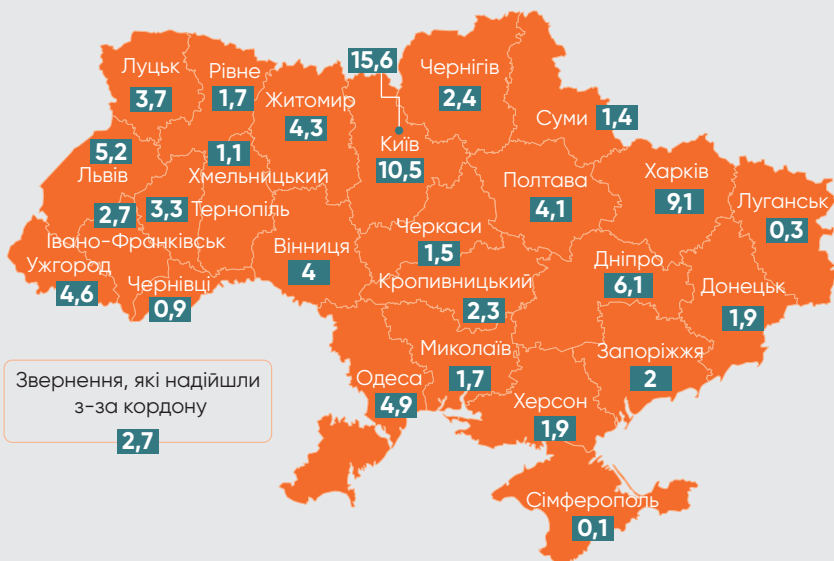 Луцьк
3,7
Рівне
1,7
Житомир
4,3
15,6
Київ
10,5
Чернігів
2,4
Суми
1,4
5,2
Львів
1,1
Хмельницький
2,7
Івано-Франківськ
3,3
Тернопіль
Ужгород
4,6
Чернівці
0,9
Вінниця
4
Черкаси
1,5
Кропивницький
2,3
Полтава
4,1
Харків
9,1
Луганськ
0,3
Дніпро
6,1
Донецьк
1,9
Запоріжжя
2
Миколаїв
1,7
Одеса
4,9
Херсон
1,9
Сімферополь
0,1
Звернення, які надійшли
з-за кордону
2,7